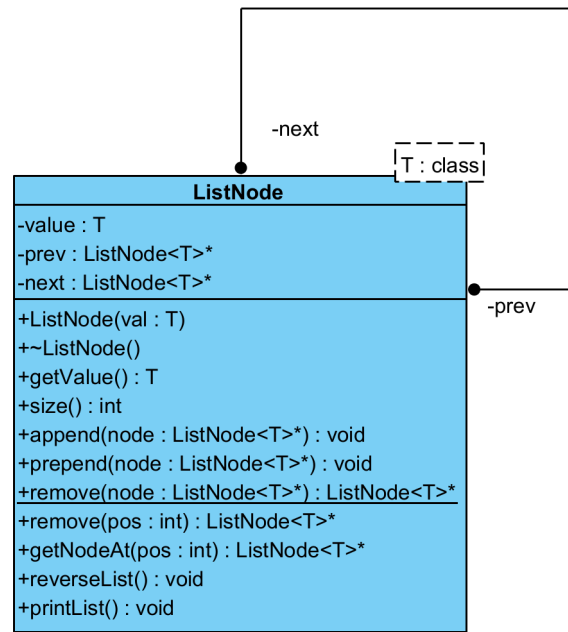 -next
T : class
ListNode
-value : T
-prev : ListNode<T>*
-next : ListNode<T>*
-prev
+ListNode(val : T)
+~ListNode()
+getValue() : T
+size() : int
+append(node : ListNode<T>*) : void
+prepend(node : ListNode<T>*) : void
+remove(node : ListNode<T>*) : ListNode<T>*
+remove(pos : int) : ListNode<T>*
+getNodeAt(pos : int) : ListNode<T>*
+reverseList() : void
+printList() : void